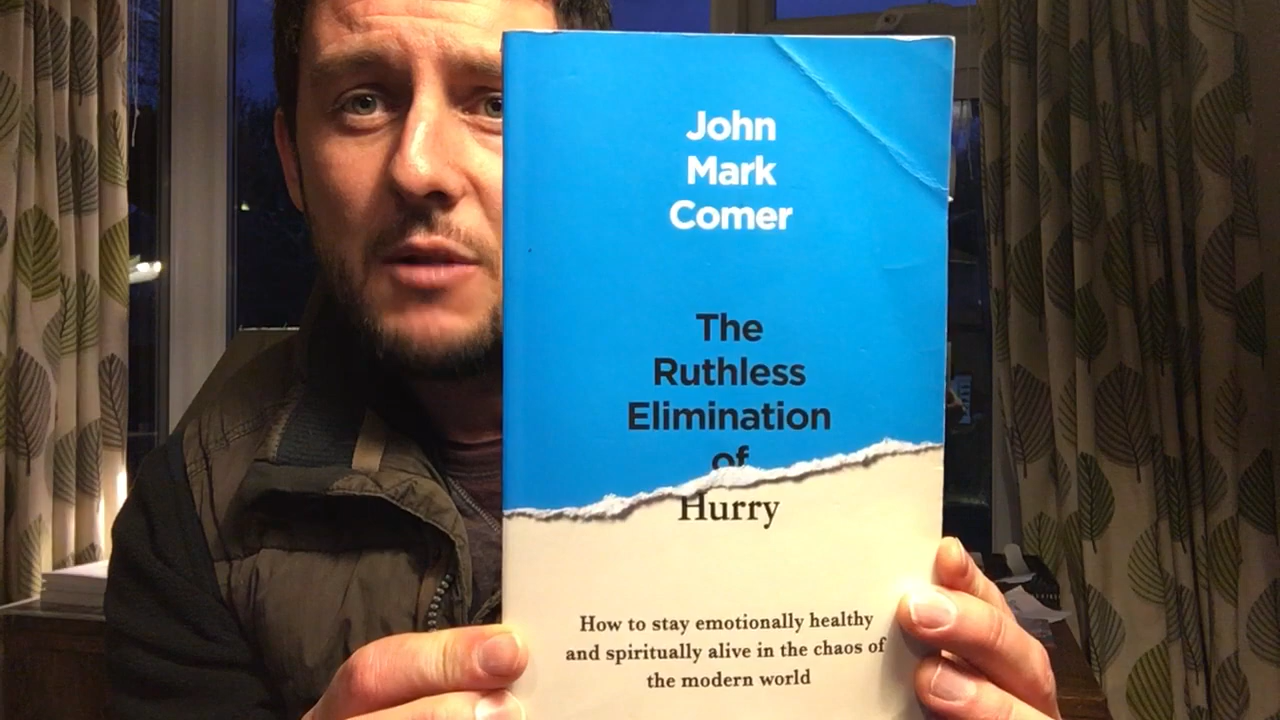 John
Mark
Comer
The
Ruthless
Elimination
of
Hurry
How to stay emotionally healthy
and spiritually alive in the chaos of
the modern world